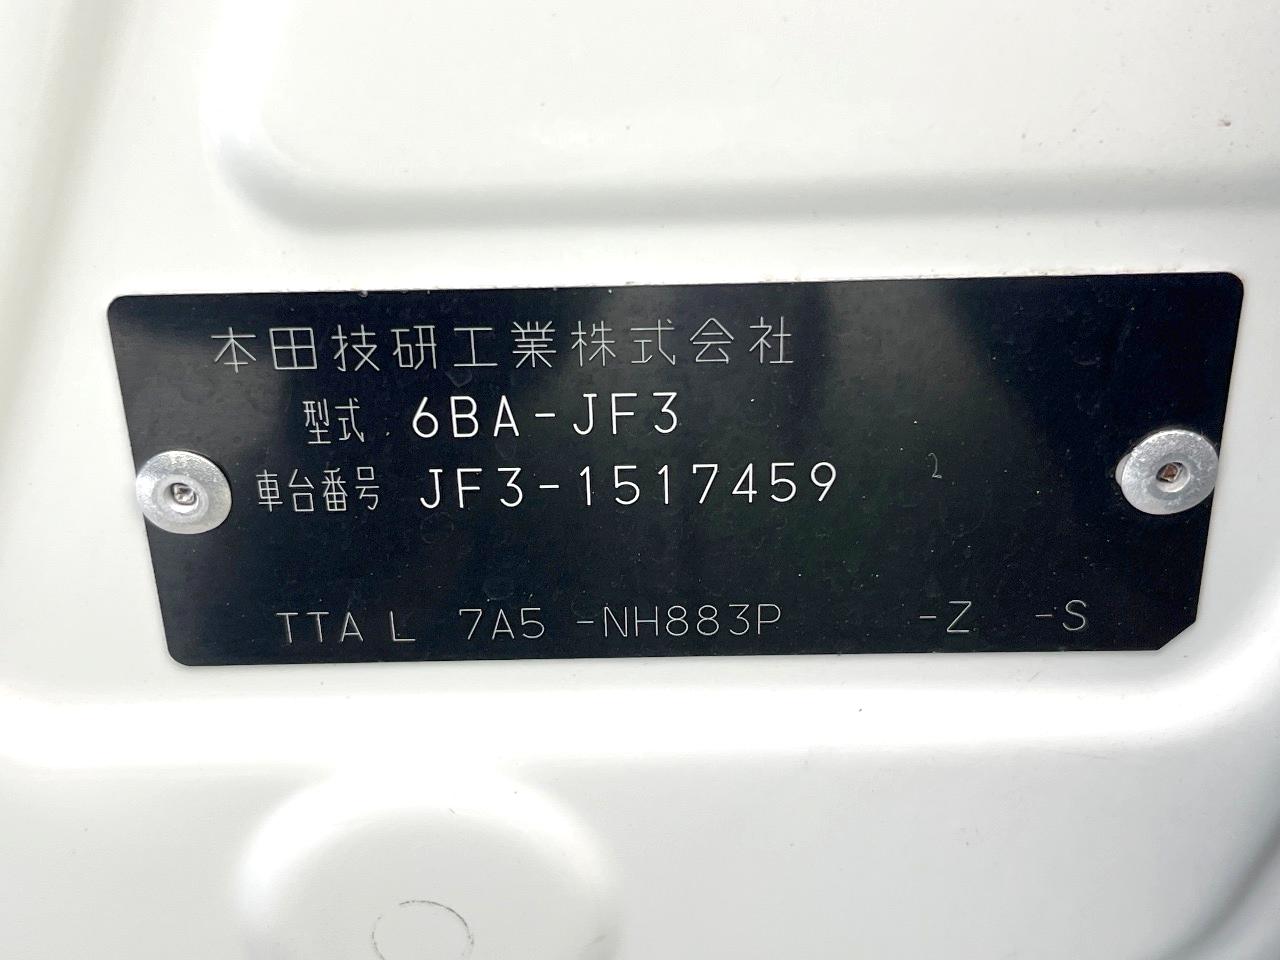 本田技研工業株式会社
型式 6BA-JF3
車台番号 JF3-1517459 2
TTA L 7A5 -NH883P -Z -S